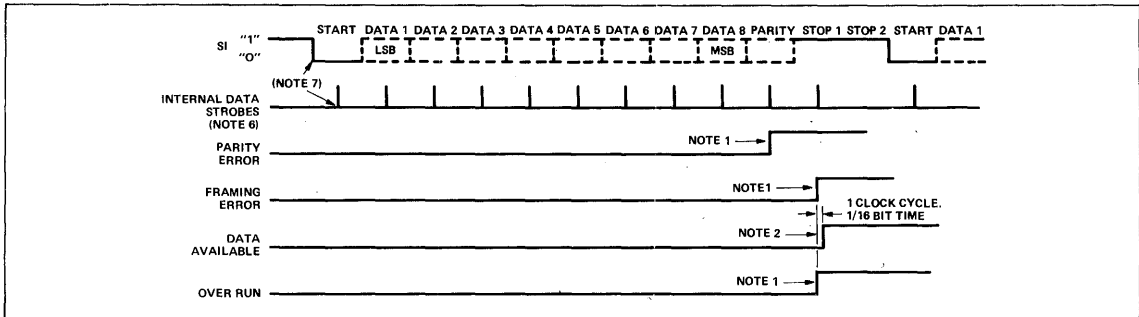 START DATA 1 DATA 2 DATA 3 DATA 4 DATA 5 DATA 6 DATA 7 DATA 8 PARITY STOP 1 STOP 2 START DATA 1
SI "1"
"O"
LSB MSB
(NOTE 7)
INTERNAL DATA
STROBES
(NOTE 6)
PARITY
ERROR
NOTE 1
FRAMING
ERROR
NOTE1
1 CLOCK CYCLE.
1/16 BIT TIME
DATA
AVAILABLE
NOTE 2
OVER RUN
NOTE 1